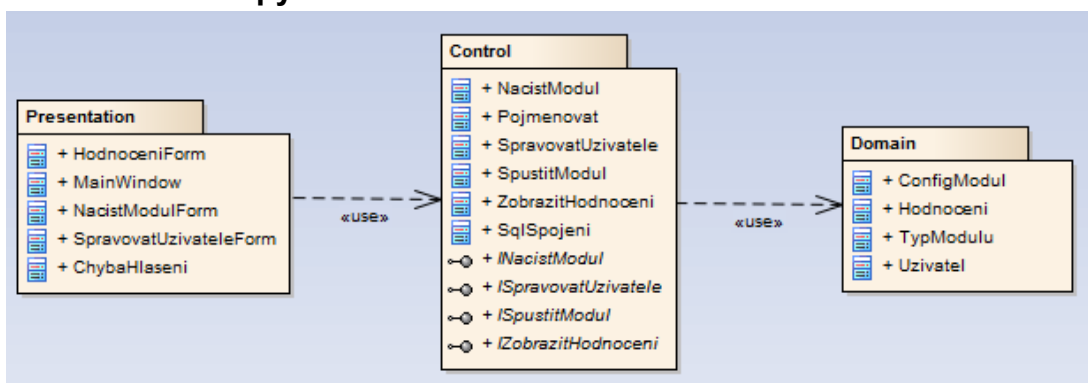 py
Presentation
+ HodnoceniForm
+ MainWindow
+ NacistModulForm
+ SpravovatUzivateleForm
+ ChybaHlaseni
«use»
Control
+ NacistModul
+ Pojmenovat
+ SpravovatUzivatele
+ SpustitModul
+ ZobrazitHodnoceni
+ SqlSpojeni
+ INacistModul
+ ISpravovatUzivatele
+ ISpustitModul
+ IZobrazitHodnoceni
«use»
Domain
+ ConfigModul
+ Hodnoceni
+ TypModulu
+ Uzivatel